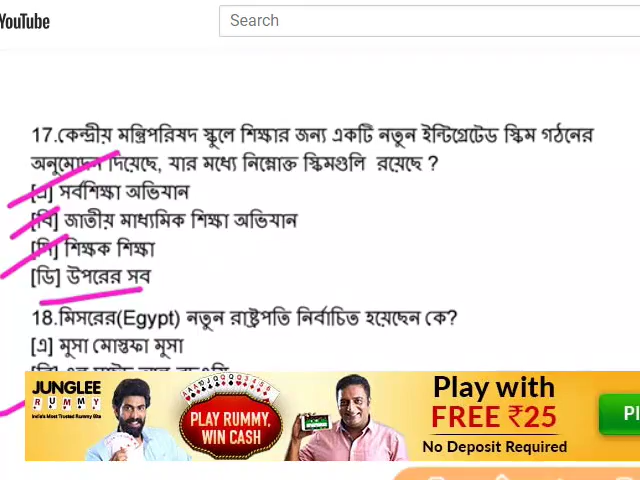 YouTube
Search
17.কেন্দ্রীয় মন্ত্রিপরিষদ স্কুলে শিক্ষার জন্য একটি নতুন ইন্টিগ্রেটেড স্কিম গঠনের
অনুমোদন দিয়েছে, যার মধ্যে নিম্নোক্ত স্কিমগুলি রয়েছে ?
[এ] সর্বশিক্ষা অভিযান
[বি] জাতীয় মাধ্যমিক শিক্ষা অভিযান
[সি] শিক্ষক শিক্ষা
[ডি] উপরের সব
18.মিসরের(Egypt) নতুন রাষ্ট্রপতি নির্বাচিত হয়েছেন কে?
[এ] মুসা মোস্তফা মুসা
JUNGLEE
RUMMY
India's Most Trusted Rummy Site
PLAY RUMMY,
WIN CASH
Play with
FREE ₹25
No Deposit Required